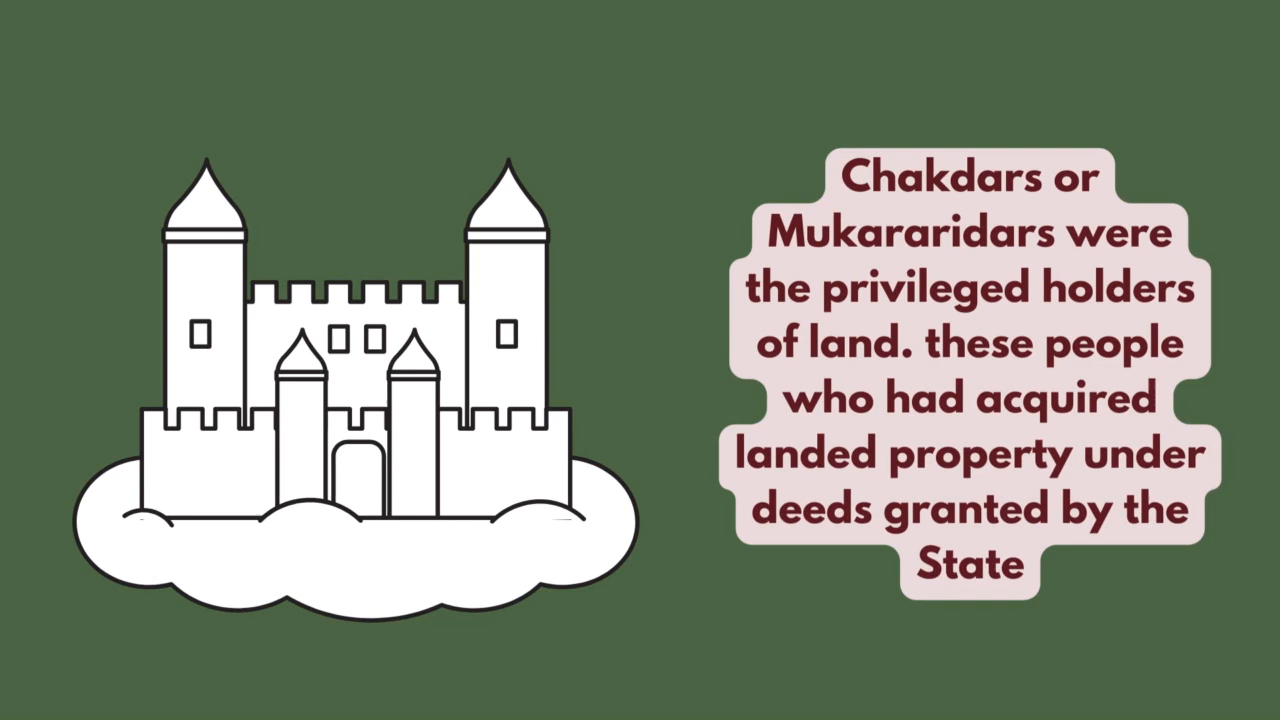 Chakdars or
Mukararidars were
the privileged holders
of land. these people
who had acquired
landed property under
deeds granted by the
State